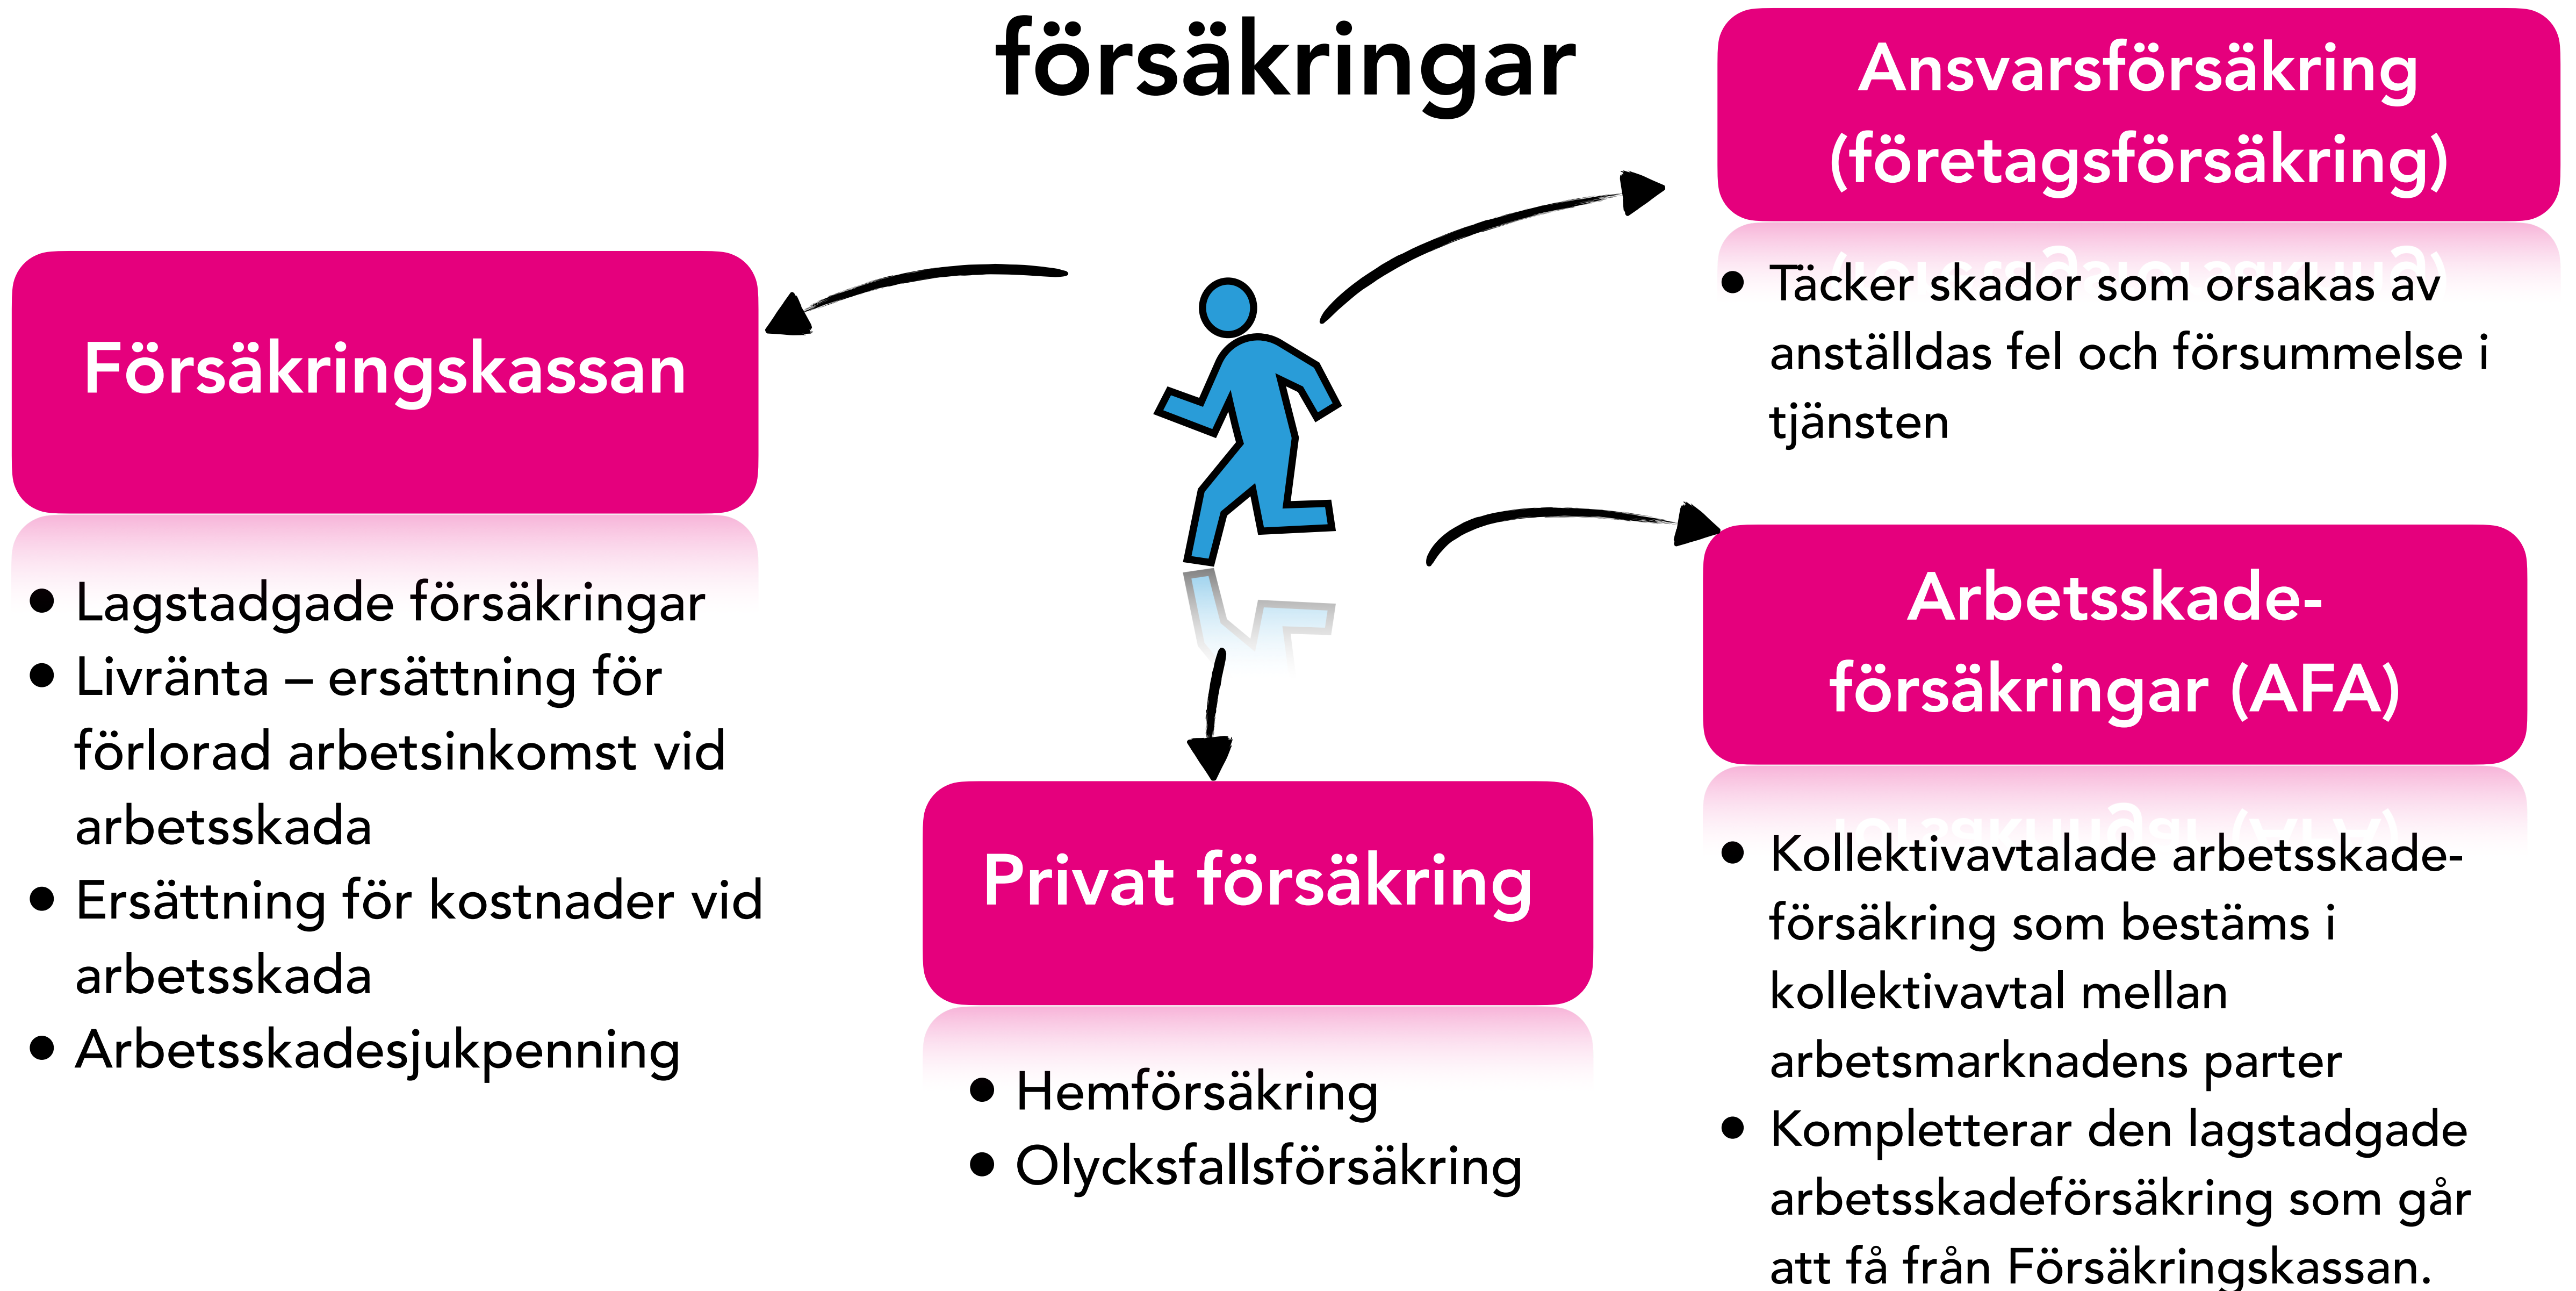 försäkringar
Försäkringskassan
• Lagstadgade försäkringar
• Livränta – ersättning för
förlorad arbetsinkomst vid
arbetsskada
• Ersättning för kostnader vid
arbetsskada
• Arbetsskadesjukpenning
Privat försäkring
• Hemförsäkring
• Olycksfallsförsäkring
Ansvarsförsäkring
(företagsförsäkring)
• Täcker skador som orsakas av
anställdas fel och försummelse i
tjänsten
Arbetsskade-
försäkringar (AFA)
• Kollektivavtalade arbetsskade-
försäkring som bestäms i
kollektivavtal mellan
arbetsmarknadens parter
• Kompletterar den lagstadgade
arbetsskadeförsäkring som går
att få från Försäkringskassan.